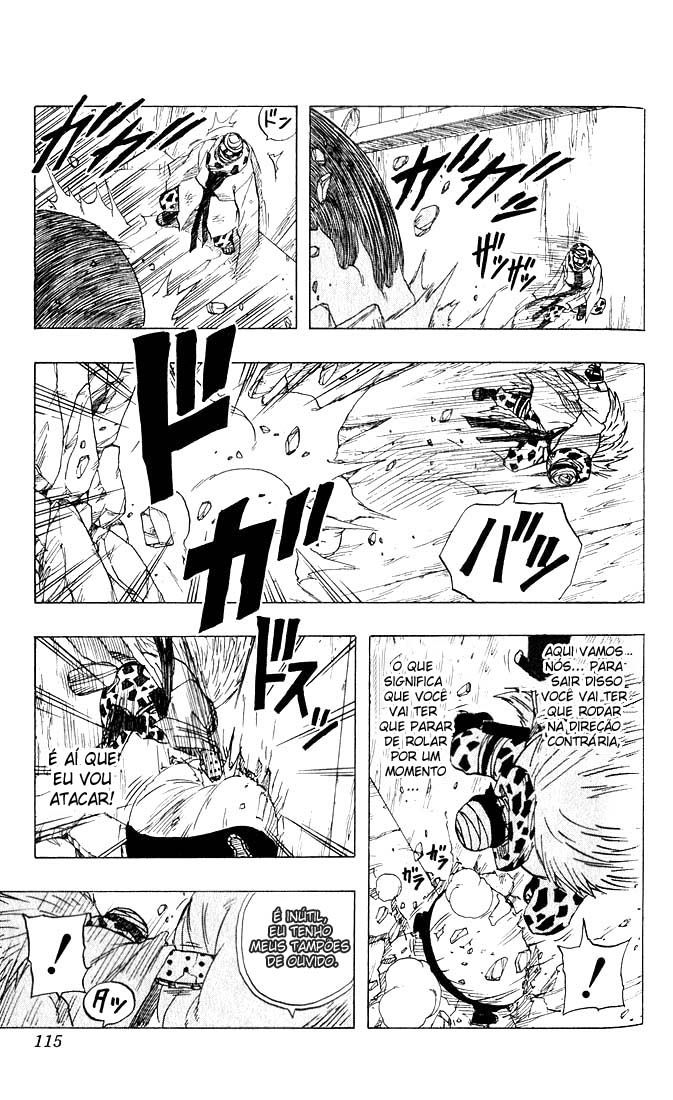 ガガガ
ザッザッ
ドン
ガガガ
バッ
ドガ
AQUI VAMOS
NÓS... PARA
SAIR DISSO
VOCÊ VAI TER
QUE RODAR
NA DIREÇÃO
CONTRÁRIA,
O QUE
SIGNIFICA
QUE VOCÊ
VAI TER
QUE PARAR
DE ROLAR
POR UM
MOMENTO
...
ガラ
ガラ
!
ドスッ
É AÍ QUE
EU VOU
ATACAR!
É INÚTIL,
EU TENHO
MEUS TAMPÕES
DE OUVIDO.
!
タッ
115